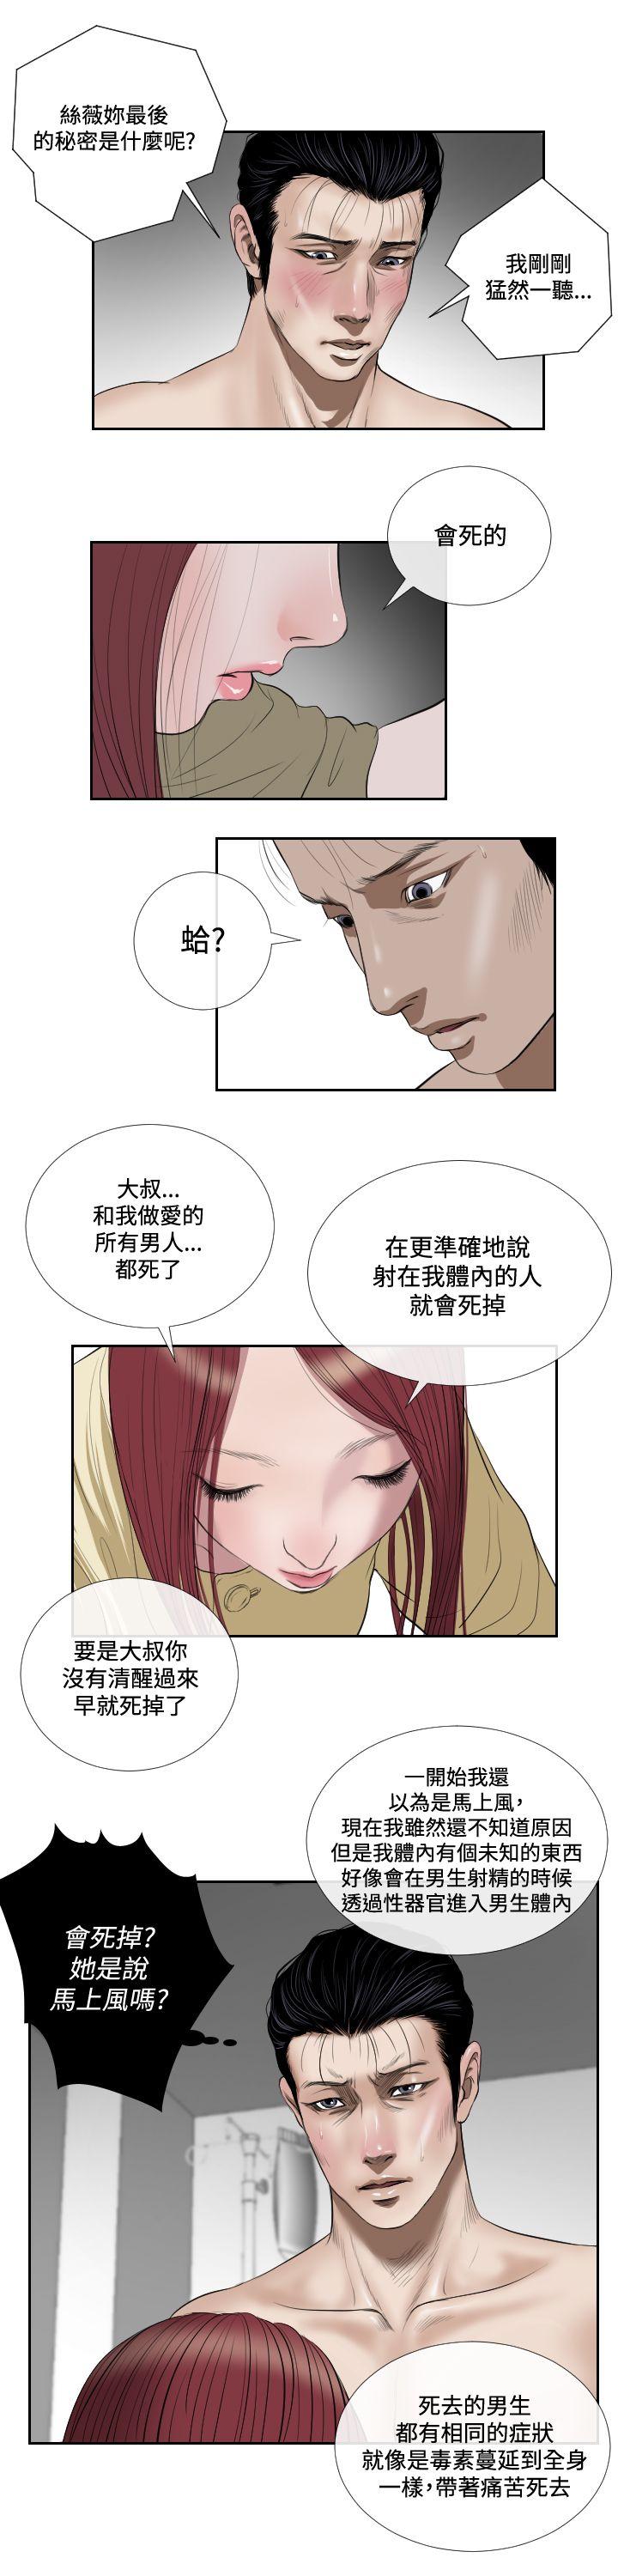 絲薇妳最後
的秘密是什麼呢?
我剛剛
猛然一聽...
會死的
蛤?
大叔...
和我做愛的
所有男人...
都死了
在更準確地說
射在我體內的人
就會死掉
要是大叔你
沒有清醒過來
早就死掉了
一開始我還
以為是馬上風,
現在我雖然還不知道原因
但是我體內有個未知的東西
好像會在男生射精的時候
透過性器官進入男生體內
會死掉?
她是說
馬上風嗎?
死去的男生
都有相同的症狀
就像是毒素蔓延到全身
一樣,帶著痛苦死去